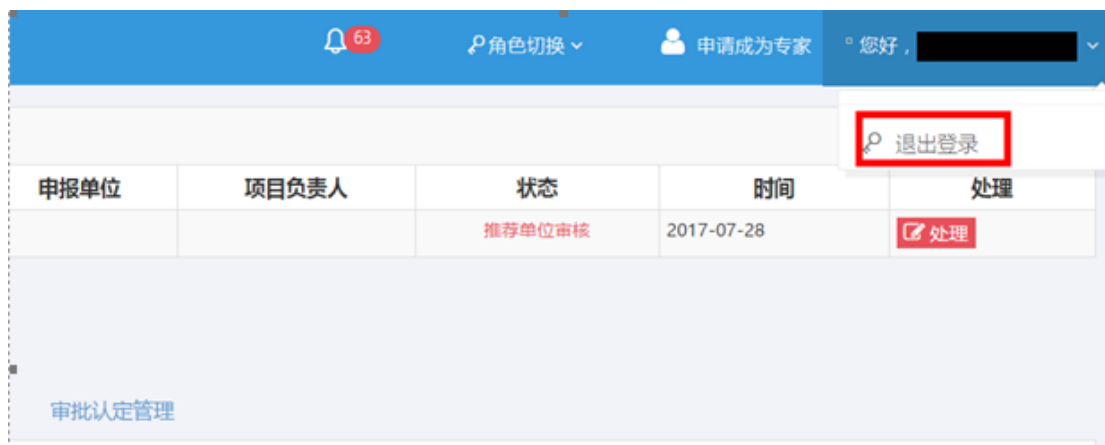 63 角色切换 申请成为专家 您好，
退出登录
申报单位 项目负责人 状态 时间 处理
推荐单位审核 2017-07-28 处理
审批认定管理